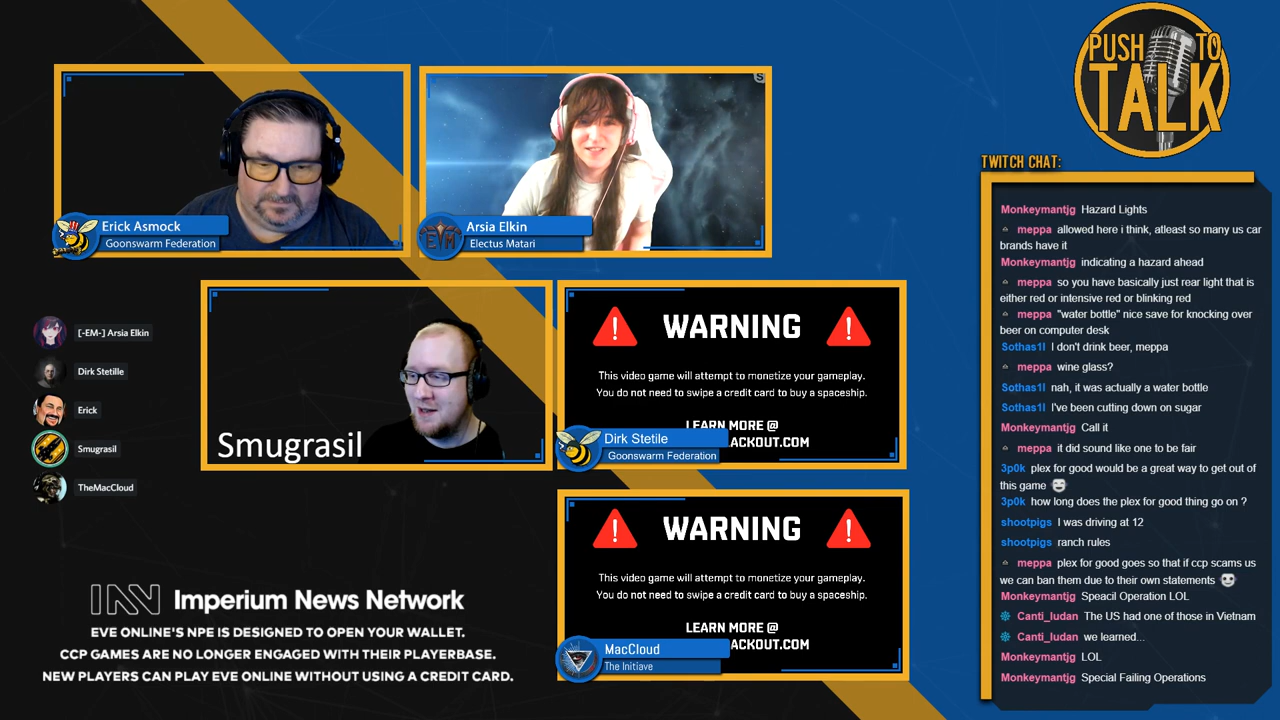 PUSH TO
TALK
TWITCH CHAT:
Erick Asmock
Goonswarm Federation
Arsia Elkin
Electus Matari
EM
S
[-EM-] Arsia Elkin
Dirk Stetille
Erick
Smugrasil
TheMacCloud
Smugrasil
WARNING
This video game will attempt to monetize your gameplay.
You do not need to swipe a credit card to buy a spaceship.
LEARN MORE @
ACKOUT.COM
Dirk Stetile
Goonswarm Federation
WARNING
This video game will attempt to monetize your gameplay.
You do not need to swipe a credit card to buy a spaceship.
LEARN MORE @
ACKOUT.COM
MacCloud
The Initiave
INN Imperium News Network
EVE ONLINE'S NPE IS DESIGNED TO OPEN YOUR WALLET.
CCP GAMES ARE NO LONGER ENGAGED WITH THEIR PLAYERBASE.
NEW PLAYERS CAN PLAY EVE ONLINE WITHOUT USING A CREDIT CARD.
Monkeymantjg Hazard Lights
meppa allowed here i think, atleast so many us car
brands have it
Monkeymantjg indicating a hazard ahead
meppa so you have basically just rear light that is
either red or intensive red or blinking red
meppa "water bottle" nice save for knocking over
beer on computer desk
Sothas1l I don't drink beer, meppa
meppa wine glass?
Sothas1l nah, it was actually a water bottle
Sothas1l I've been cutting down on sugar
Monkeymantjg Call it
meppa it did sound like one to be fair
3p0k plex for good would be a great way to get out of
this game
3p0k how long does the plex for good thing go on ?
shootpigs I was driving at 12
shootpigs ranch rules
meppa plex for good goes so that if ccp scams us
we can ban them due to their own statements
Monkeymantjg Speacil Operation LOL
Canti_ludan The US had one of those in Vietnam
Canti_ludan we learned...
Monkeymantjg LOL
Monkeymantjg Special Failing Operations